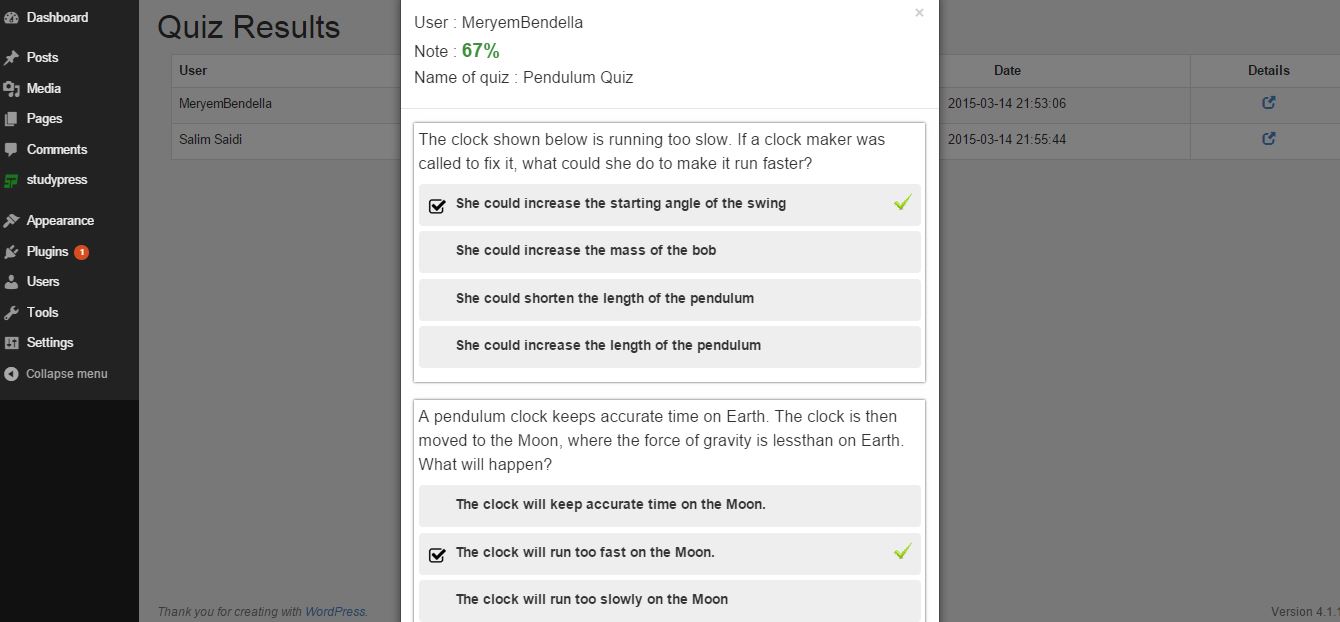 Dashboard
Posts
Media
Pages
Comments
studypress
Appearance
Plugins 1
Users
Tools
Settings
Collapse menu
Quiz Results
User
Date
Details
MeryemBendella
2015-03-14 21:53:06
Salim Saidi
2015-03-14 21:55:44
×
User : MeryemBendella
Note : 67%
Name of quiz : Pendulum Quiz
The clock shown below is running too slow. If a clock maker was
called to fix it, what could she do to make it run faster?
She could increase the starting angle of the swing
She could increase the mass of the bob
She could shorten the length of the pendulum
She could increase the length of the pendulum
A pendulum clock keeps accurate time on Earth. The clock is then
moved to the Moon, where the force of gravity is lessthan on Earth.
What will happen?
The clock will keep accurate time on the Moon.
The clock will run too fast on the Moon.
The clock will run too slowly on the Moon
Thank you for creating with WordPress.
Version 4.1.